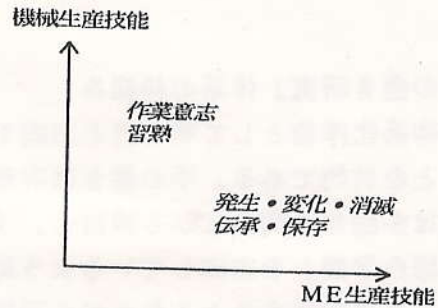 機械生産技能
作業意志
習熟
発生・変化・消滅
伝承・保存
ME生産技能